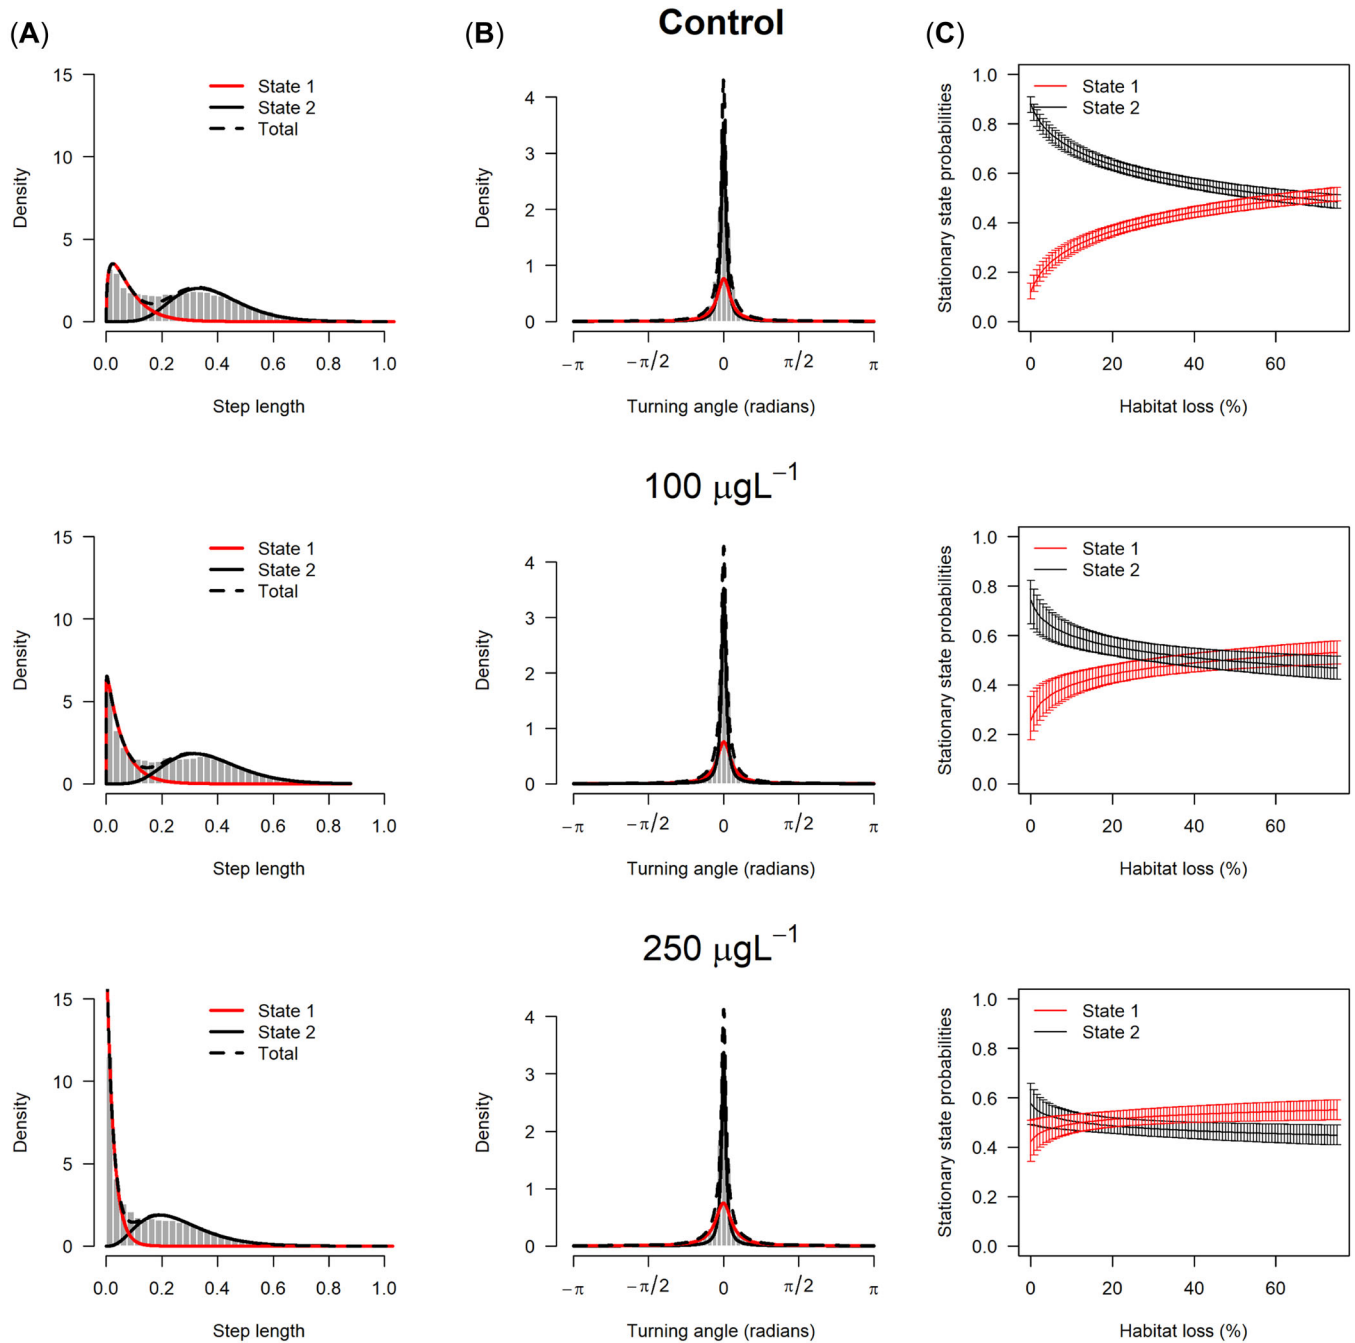 (A)
(B)
Control
(C)
15
10
5
0
Density
State 1
State 2
Total
0.0 0.2 0.4 0.6 0.8 1.0
Step length
4
3
2
1
0
Density
−π −π/2 0 π/2 π
Turning angle (radians)
1.0
0.8
0.6
0.4
0.2
0.0
Stationary state probabilities
State 1
State 2
0 20 40 60
Habitat loss (%)
100 μgL⁻¹
15
10
5
0
Density
State 1
State 2
Total
0.0 0.2 0.4 0.6 0.8 1.0
Step length
4
3
2
1
0
Density
−π −π/2 0 π/2 π
Turning angle (radians)
1.0
0.8
0.6
0.4
0.2
0.0
Stationary state probabilities
State 1
State 2
0 20 40 60
Habitat loss (%)
250 μgL⁻¹
15
10
5
0
Density
State 1
State 2
Total
0.0 0.2 0.4 0.6 0.8 1.0
Step length
4
3
2
1
0
Density
−π −π/2 0 π/2 π
Turning angle (radians)
1.0
0.8
0.6
0.4
0.2
0.0
Stationary state probabilities
State 1
State 2
0 20 40 60
Habitat loss (%)